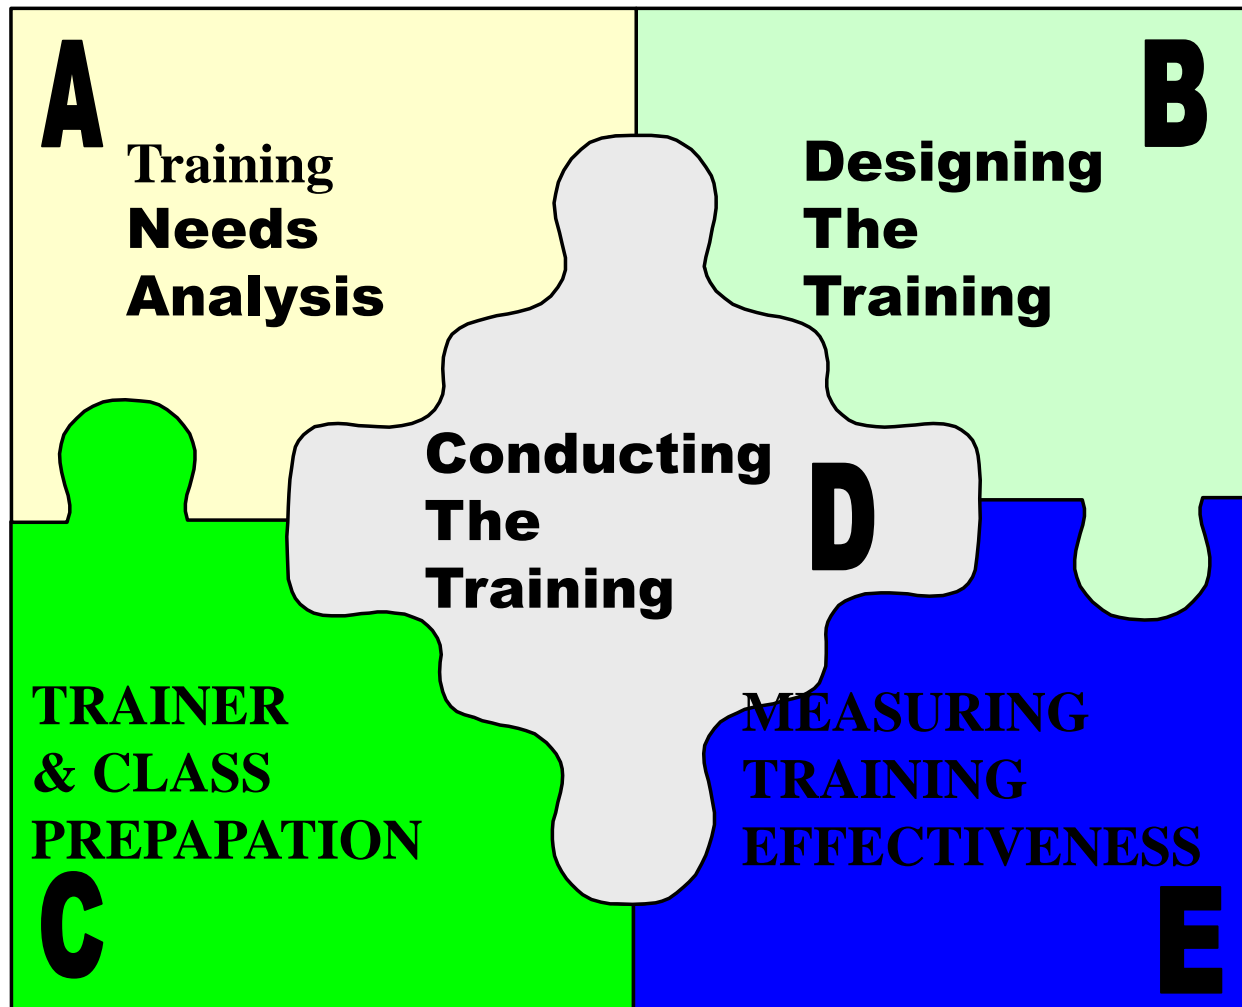 A
Training
Needs
Analysis
B
Designing
The
Training
Conducting
The
Training
D
TRAINER
& CLASS
PREPAPATION
C
MEASURING
TRAINING
EFFECTIVENESS
E